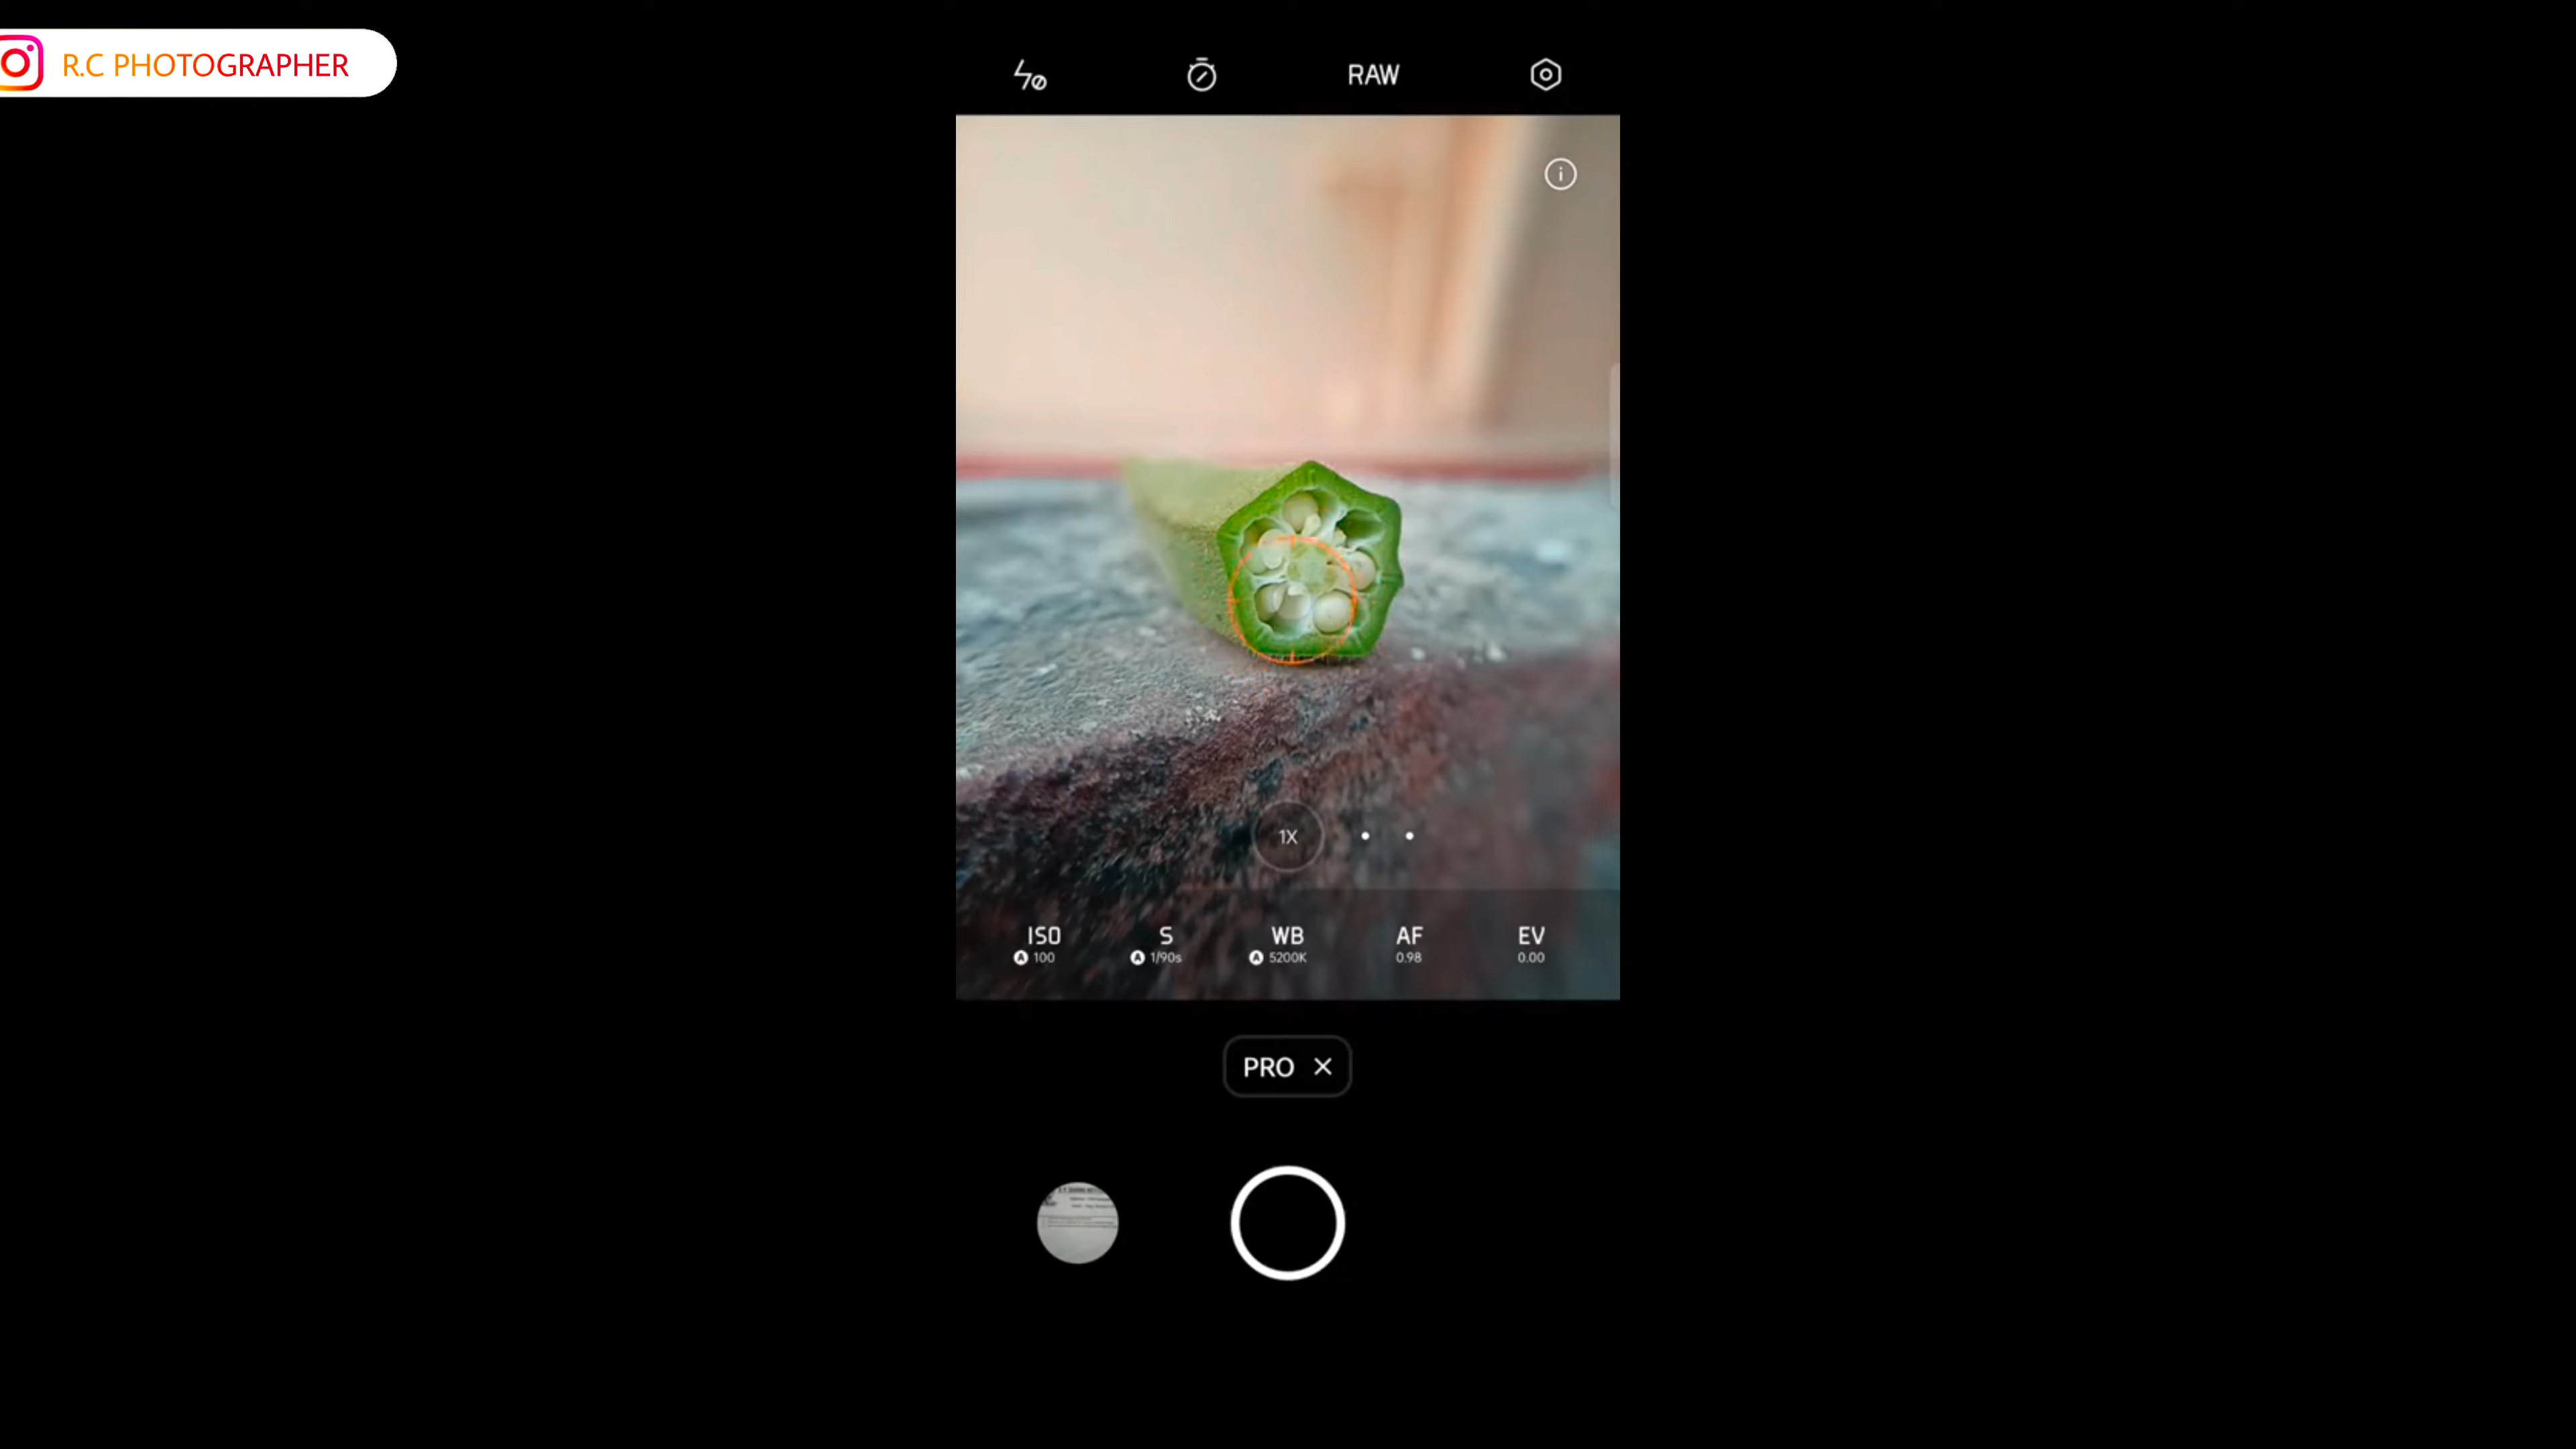 R.C PHOTOGRAPHER
RAW
1X
ISO S WB AF EV
A 100 A 1/90s A 5200K 0.98 0.00
PRO